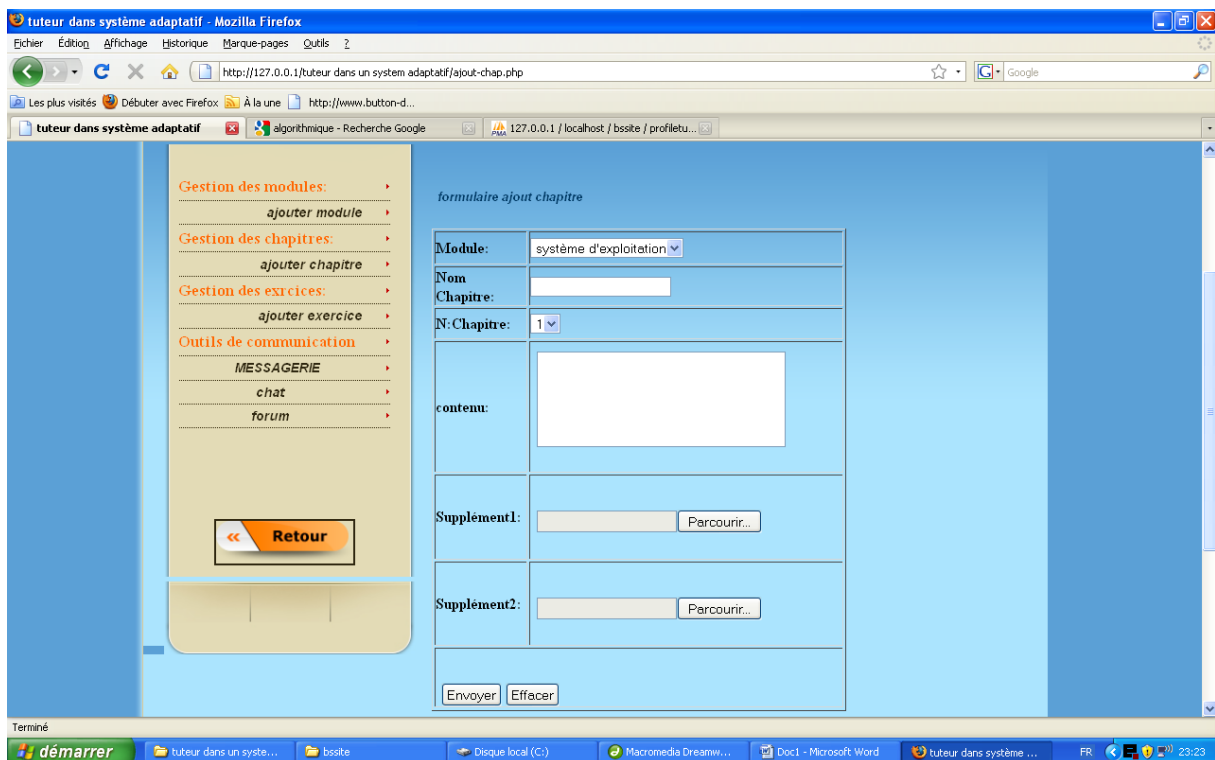 tuteur dans système adaptatif - Mozilla Firefox
Fichier Édition Affichage Historique Marque-pages Outils ?
http://127.0.0.1/tuteur dans un system adaptatif/ajout-chap.php
G Google
Les plus visités Débuter avec Firefox À la une http://www.button-d...
tuteur dans système adaptatif algorithmique - Recherche Google PMA 127.0.0.1 / localhost / bssite / profiletu...
Gestion des modules:
ajouter module
Gestion des chapitres:
ajouter chapitre
Gestion des exrcices:
ajouter exercice
Outils de communication
MESSAGERIE
chat
forum
« Retour
formulaire ajout chapitre
Module: système d'exploitation
Nom
Chapitre:
N:Chapitre: 1
contenu:
Supplément1: Parcourir...
Supplément2: Parcourir...
Envoyer Effacer
Terminé
démarrer tuteur dans un syste... bssite Disque local (C:) Macromedia Dreamw... Doc1 - Microsoft Word tuteur dans système ... FR 23:23